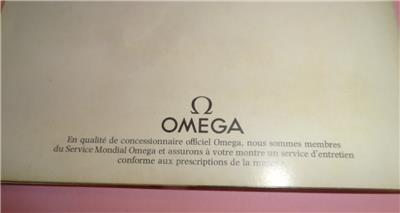 Ω
OMEGA
En qualité de concessionnaire officiel Omega, nous sommes membres
du Service Mondial Omega et assurons à votre montre un service d'entretien
conforme aux prescriptions de la